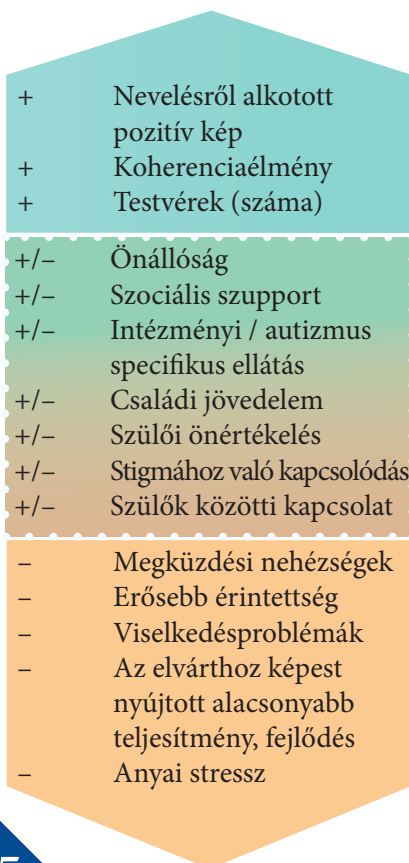 + Nevelésről alkotott
pozitív kép
+ Koherenciaélmény
+ Testvérek (száma)
+/– Önállóság
+/– Szociális szupport
+/– Intézményi / autizmus
specifikus ellátás
+/– Családi jövedelem
+/– Szülői önértékelés
+/– Stigmához való kapcsolódás
+/– Szülők közötti kapcsolat
– Megküzdési nehézségek
– Erősebb érintettség
– Viselkedésproblémák
– Az elvárthoz képest
nyújtott alacsonyabb
teljesítmény, fejlődés
– Anyai stressz